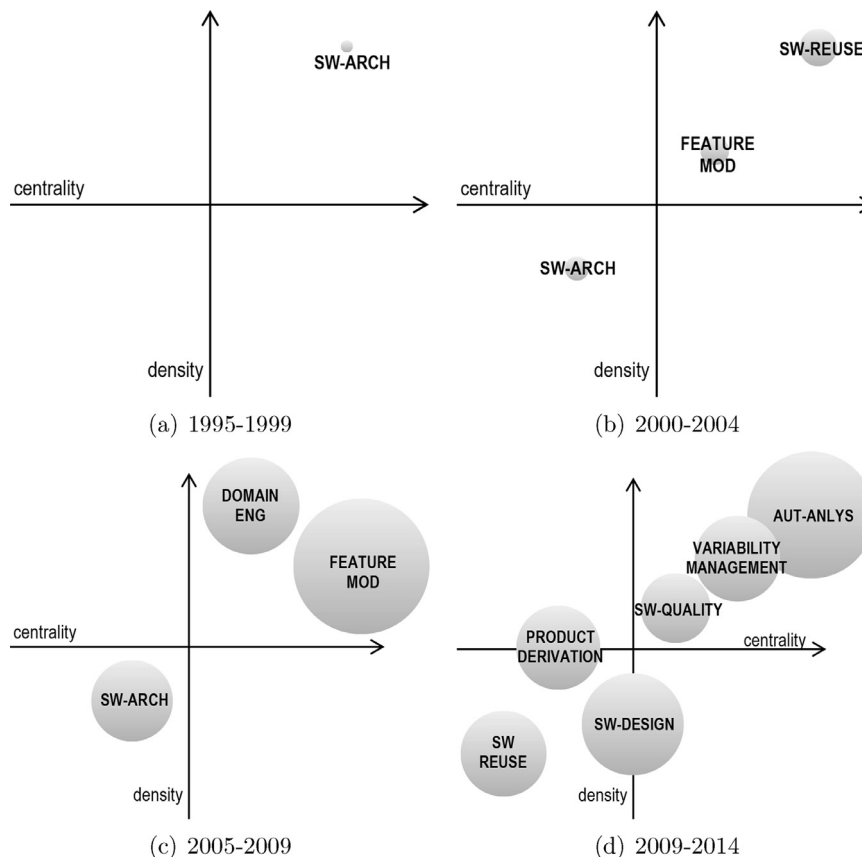 SW-ARCH
centrality
density
(a) 1995-1999
SW-REUSE
FEATURE
MOD
centrality
SW-ARCH
density
(b) 2000-2004
DOMAIN
ENG
FEATURE
MOD
centrality
SW-ARCH
density
(c) 2005-2009
AUT-ANLYS
VARIABILITY
MANAGEMENT
SW-QUALITY
PRODUCT
DERIVATION
centrality
SW-DESIGN
SW
REUSE
density
(d) 2009-2014